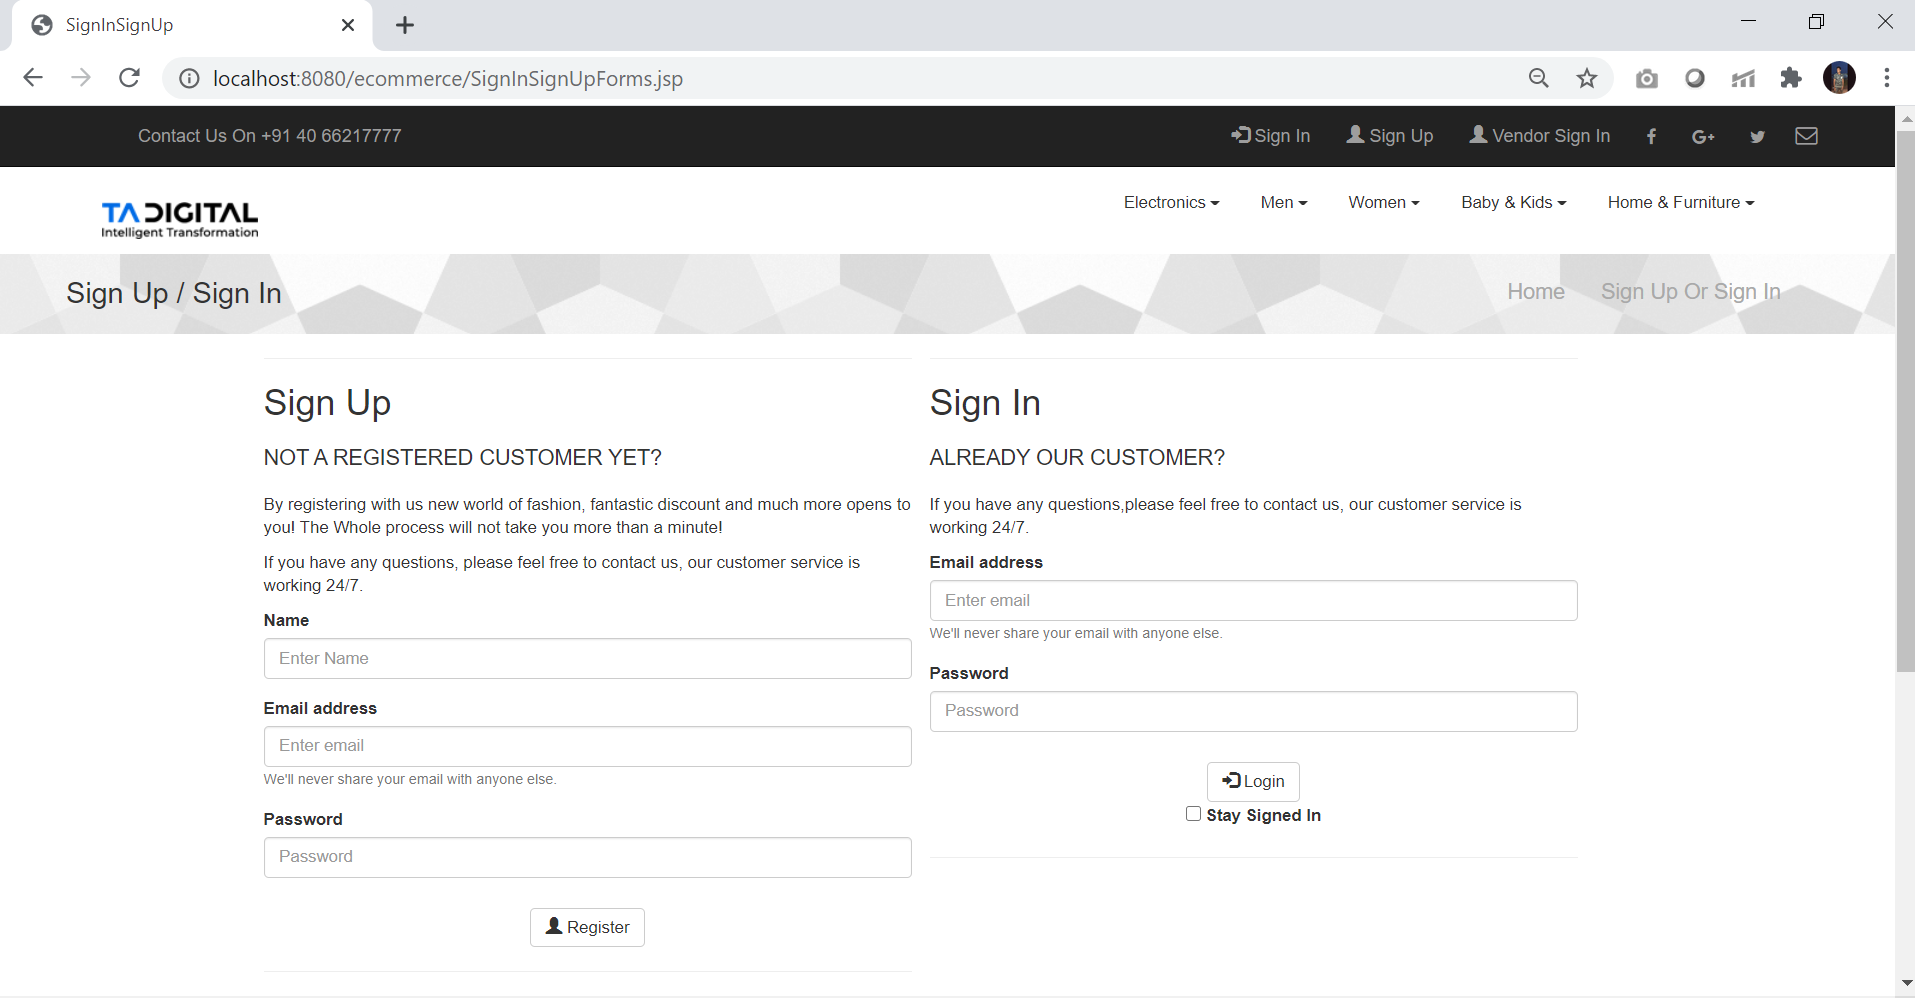 SignInSignUp
localhost:8080/ecommerce/SignInSignUpForms.jsp
Contact Us On +91 40 66217777
Sign In
Sign Up
Vendor Sign In
TA DIGITAL
Intelligent Transformation
Electronics
Men
Women
Baby & Kids
Home & Furniture
Sign Up / Sign In
Home
Sign Up Or Sign In
Sign Up
NOT A REGISTERED CUSTOMER YET?
By registering with us new world of fashion, fantastic discount and much more opens to
you! The Whole process will not take you more than a minute!
If you have any questions, please feel free to contact us, our customer service is
working 24/7.
Name
Enter Name
Email address
Enter email
We'll never share your email with anyone else.
Password
Password
Register
Sign In
ALREADY OUR CUSTOMER?
If you have any questions,please feel free to contact us, our customer service is
working 24/7.
Email address
Enter email
We'll never share your email with anyone else.
Password
Password
Login
Stay Signed In